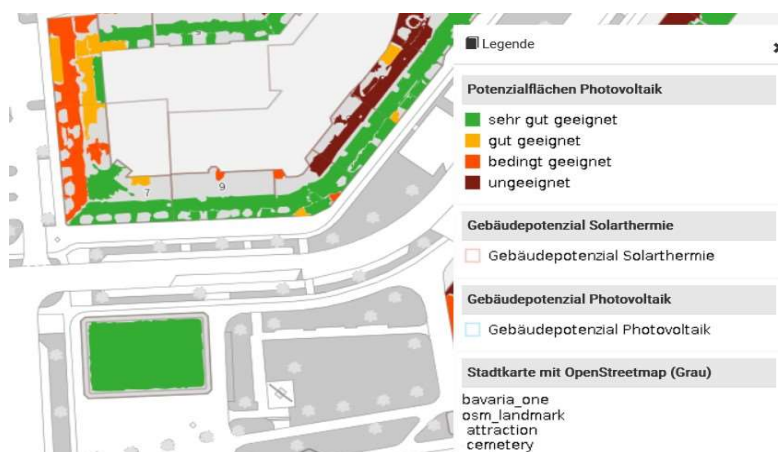 Legende
Potenzialflächen Photovoltaik
sehr gut geeignet
gut geeignet
bedingt geeignet
ungeeignet
Gebäudepotenzial Solarthermie
Gebäudepotenzial Solarthermie
Gebäudepotenzial Photovoltaik
Gebäudepotenzial Photovoltaik
Stadtkarte mit OpenStreetmap (Grau)
bavaria_one
osm_landmark
attraction
cemetery
7
9